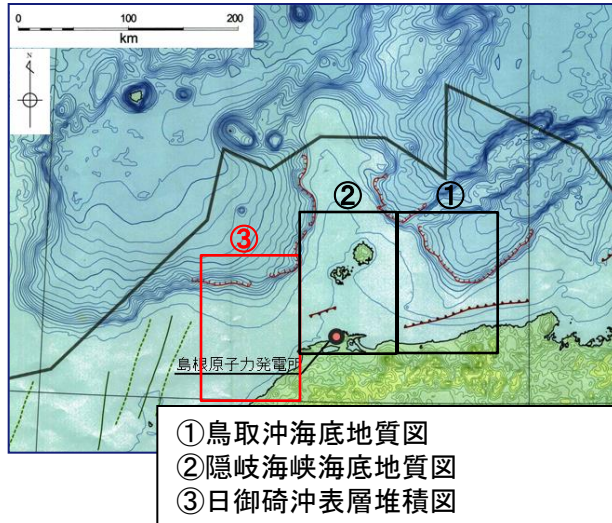 0 100 200
km
N
②
①
③
島根原子力発電所
①鳥取沖海底地質図
②隠岐海峡海底地質図
③日御碕沖表層堆積図